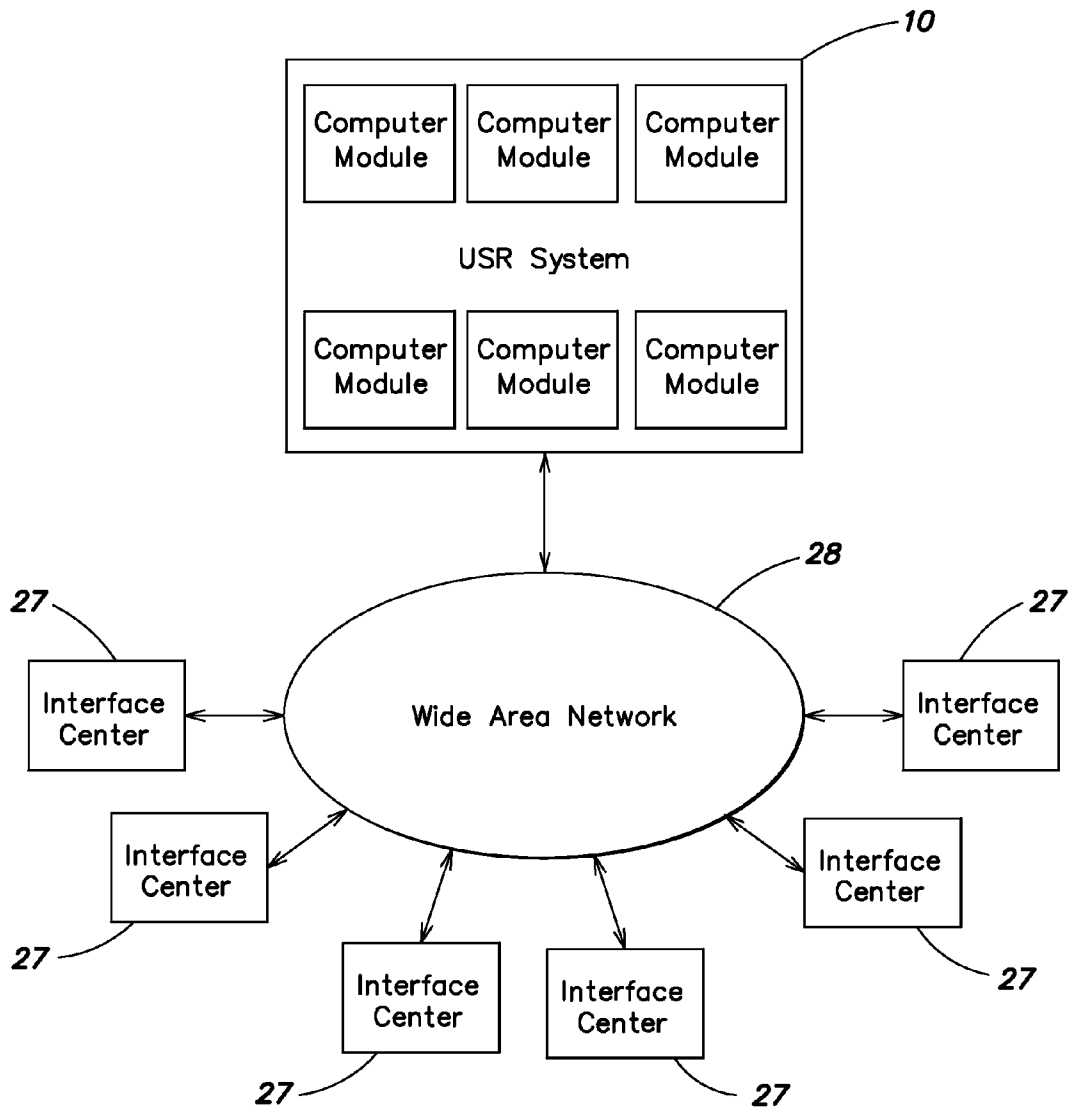 10
Computer Module
Computer Module
Computer Module
USR System
Computer Module
Computer Module
Computer Module
28
27
27
Interface Center
Wide Area Network
Interface Center
Interface Center
Interface Center
27
Interface Center
Interface Center
27
27
27